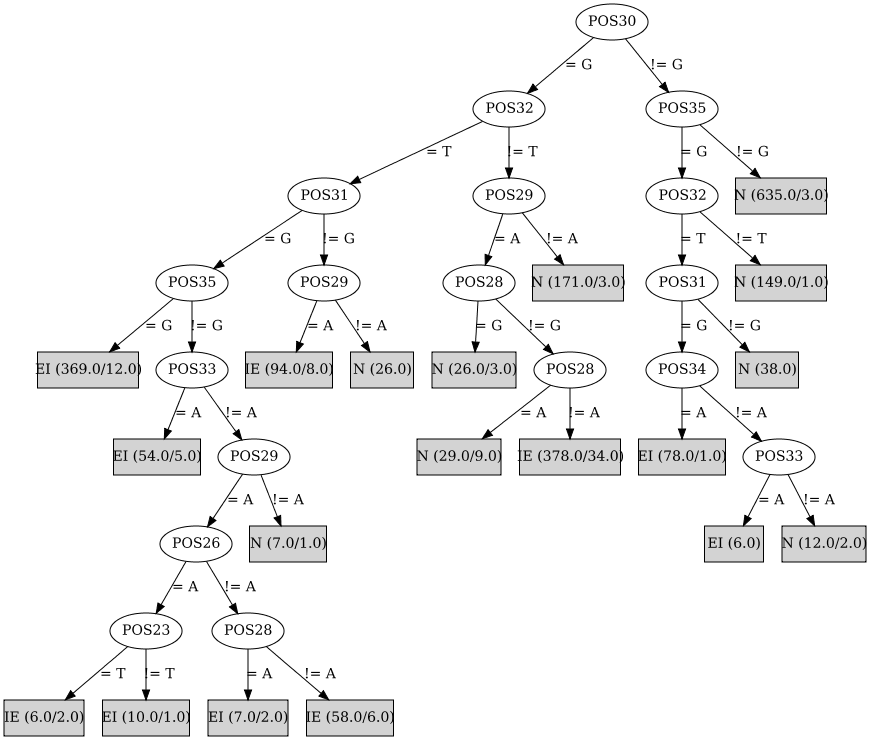 POS30
= G
!= G
POS32
POS35
= T
!= T
= G
!= G
POS31
POS29
POS32
N (635.0/3.0)
= G
!= G
= A
!= A
= T
!= T
POS35
POS29
POS28
N (171.0/3.0)
POS31
N (149.0/1.0)
= G
!= G
= A
!= A
= G
!= G
= G
!= G
EI (369.0/12.0)
POS33
IE (94.0/8.0)
N (26.0)
N (26.0/3.0)
POS28
POS34
N (38.0)
= A
!= A
= A
!= A
= A
!= A
EI (54.0/5.0)
POS29
N (29.0/9.0)
IE (378.0/34.0)
EI (78.0/1.0)
POS33
= A
!= A
= A
!= A
POS26
N (7.0/1.0)
EI (6.0)
N (12.0/2.0)
= A
!= A
POS23
POS28
= T
!= T
= A
!= A
IE (6.0/2.0)
EI (10.0/1.0)
EI (7.0/2.0)
IE (58.0/6.0)